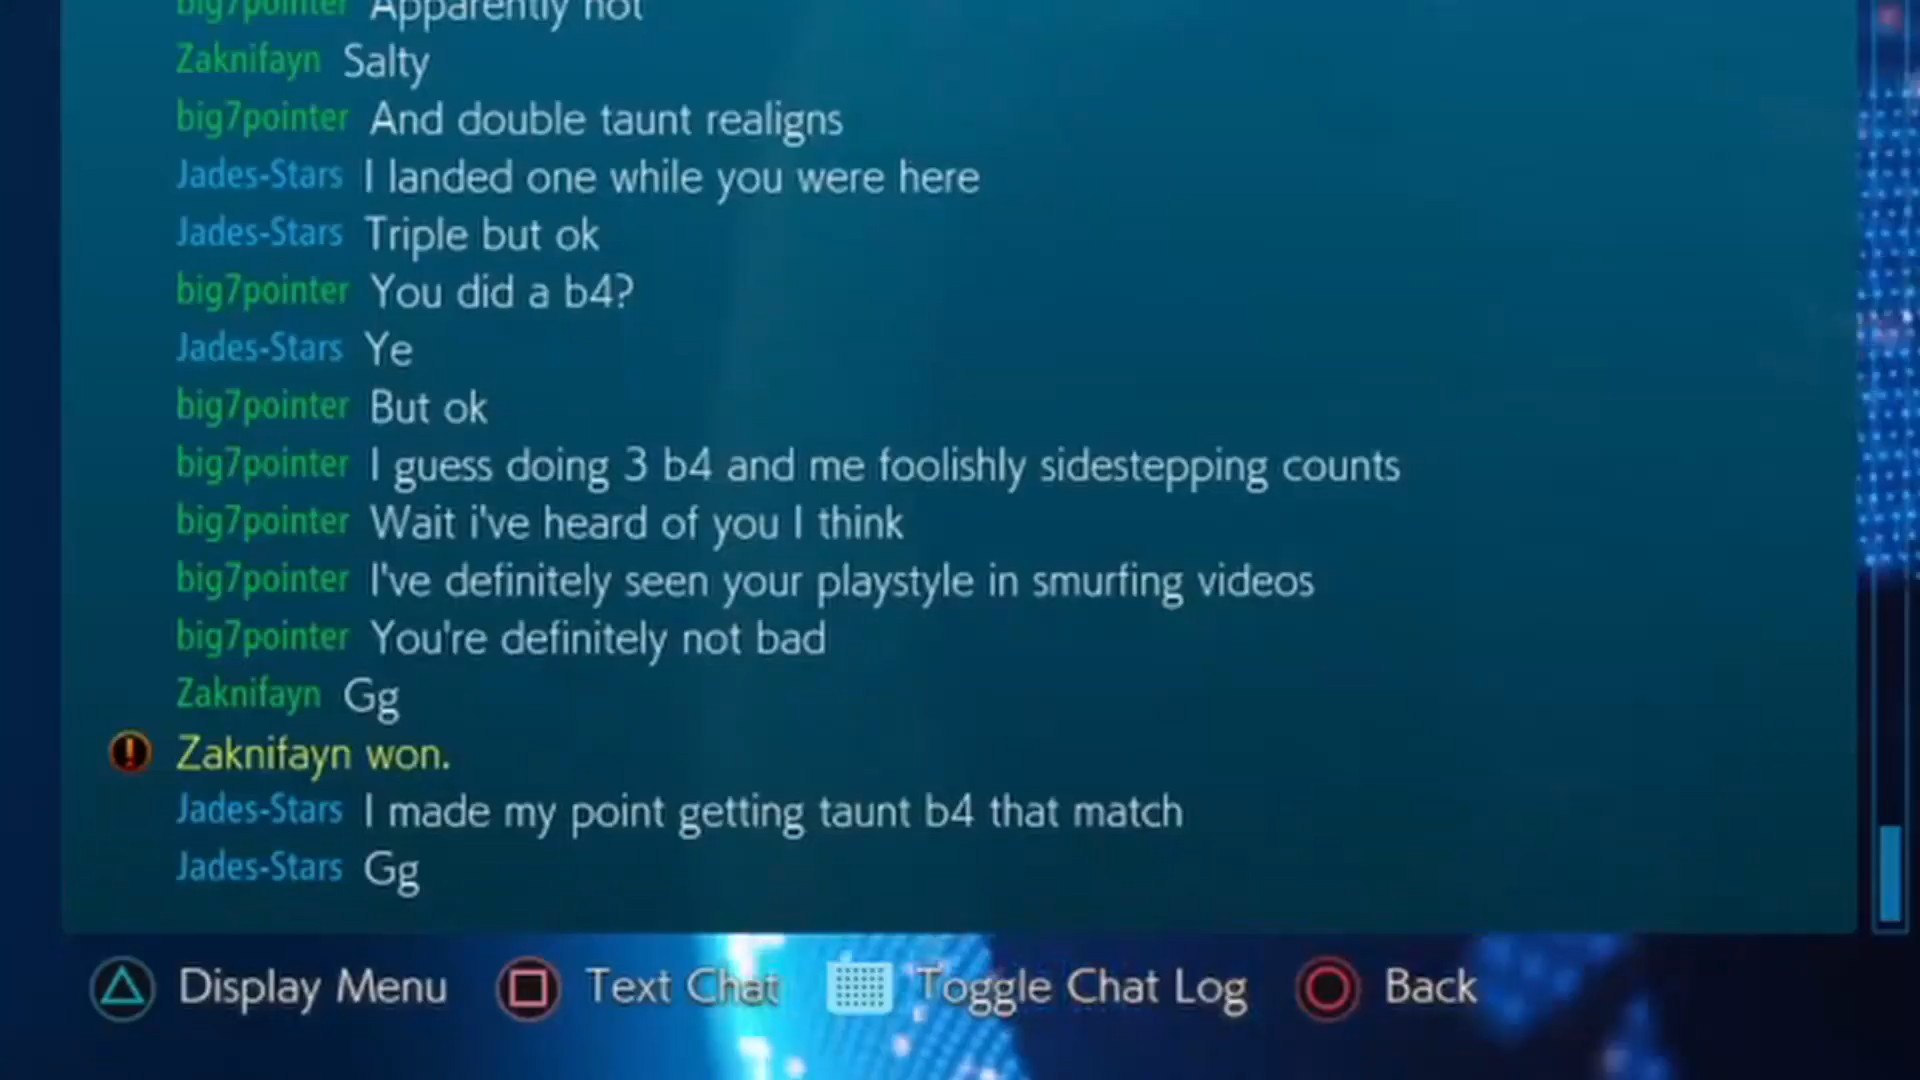 big7pointer Apparently not
Zaknifayn Salty
big7pointer And double taunt realigns
Jades-Stars I landed one while you were here
Jades-Stars Triple but ok
big7pointer You did a b4?
Jades-Stars Ye
big7pointer But ok
big7pointer I guess doing 3 b4 and me foolishly sidestepping counts
big7pointer Wait i've heard of you I think
big7pointer I've definitely seen your playstyle in smurfing videos
big7pointer You're definitely not bad
Zaknifayn Gg
Zaknifayn won.
Jades-Stars I made my point getting taunt b4 that match
Jades-Stars Gg
Display Menu Text Chat Toggle Chat Log Back